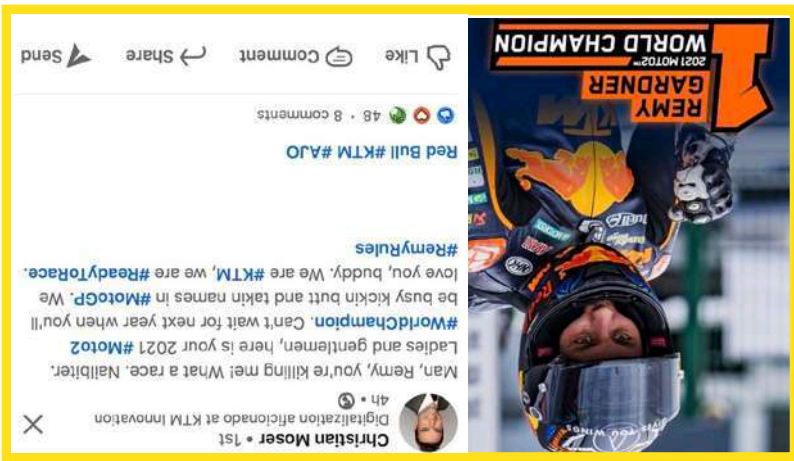 Christian Moser • 1st
Digitalization aficionado at KTM Innovation
4h •
Man, Remy, you're killing me! What a race. Nailbiter.
Ladies and gentlemen, here is your 2021 #Moto2
#WorldChampion. Can't wait for next year when you'll
be busy kickin butt and takin names in #MotoGP. We
love you, buddy. We are #KTM, we are #ReadyToRace.
#RemyRules
Red Bull #KTM #AJO
48 • 8 comments
Like
Comment
Share
Send
YOU WINGS
KTM
REMY
GARDNER
1
2021 MOTO2™
WORLD CHAMPION